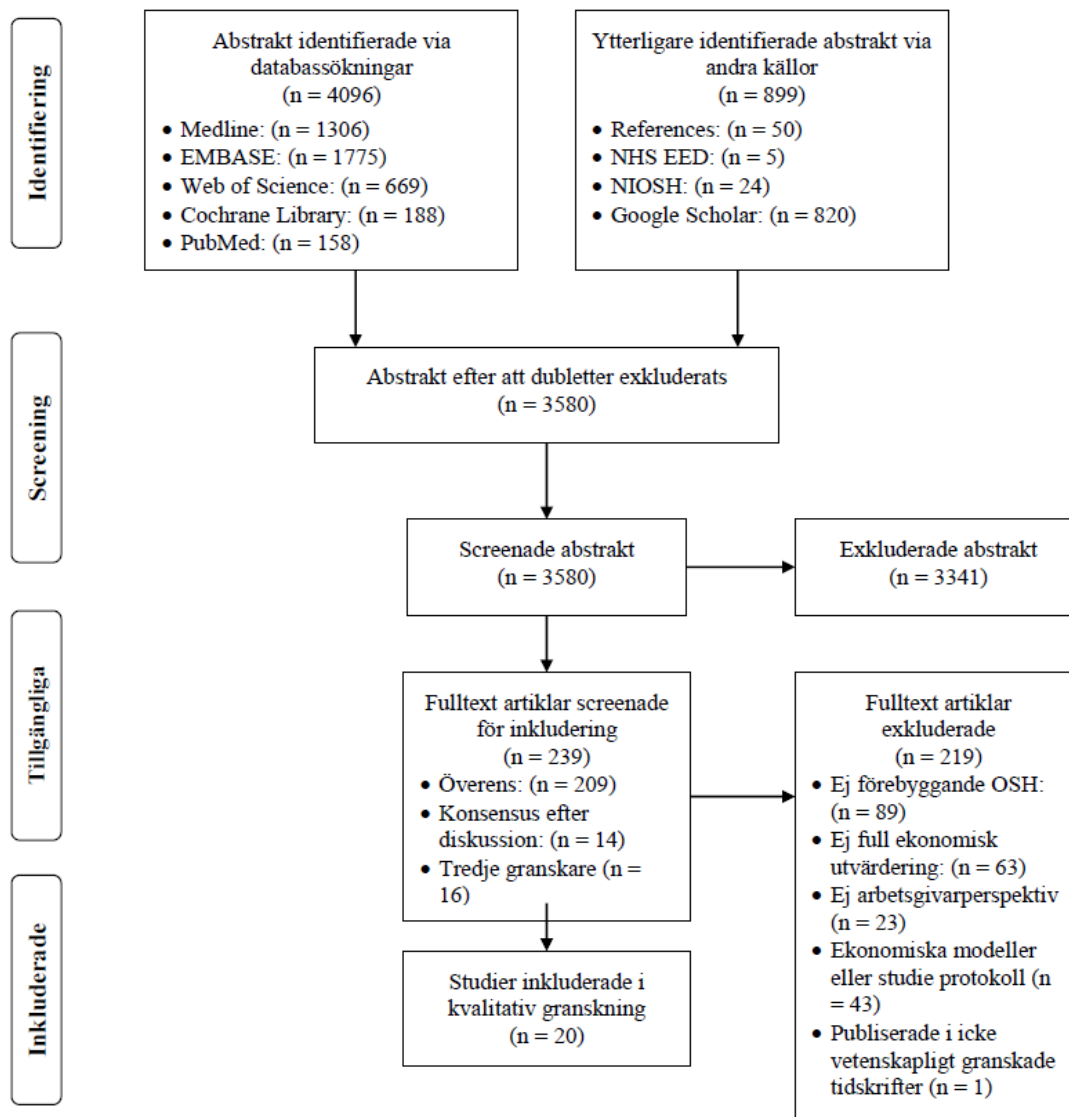 Identifiering
Abstrakt identifierade via
databassökningar
(n = 4096)
• Medline: (n = 1306)
• EMBASE: (n = 1775)
• Web of Science: (n = 669)
• Cochrane Library: (n = 188)
• PubMed: (n = 158)
Ytterligare identifierade abstrakt via
andra källor
(n = 899)
• References: (n = 50)
• NHS EED: (n = 5)
• NIOSH: (n = 24)
• Google Scholar: (n = 820)
Screening
Abstrakt efter att dubletter exkluderats
(n = 3580)
Screenade abstrakt
(n = 3580)
Exkluderade abstrakt
(n = 3341)
Tillgängliga
Fulltext artiklar screenade
för inkludering
(n = 239)
• Överens: (n = 209)
• Konsensus efter
diskussion: (n = 14)
• Tredje granskare (n =
16)
Fulltext artiklar
exkluderade
(n = 219)
• Ej förebyggande OSH:
(n = 89)
• Ej full ekonomisk
utvärdering: (n = 63)
• Ej arbetsgivarperspektiv
(n = 23)
• Ekonomiska modeller
eller studie protokoll (n
= 43)
• Publiserade i icke
vetenskapligt granskade
tidskrifter (n = 1)
Inkluderade
Studier inkluderade i
kvalitativ granskning
(n = 20)